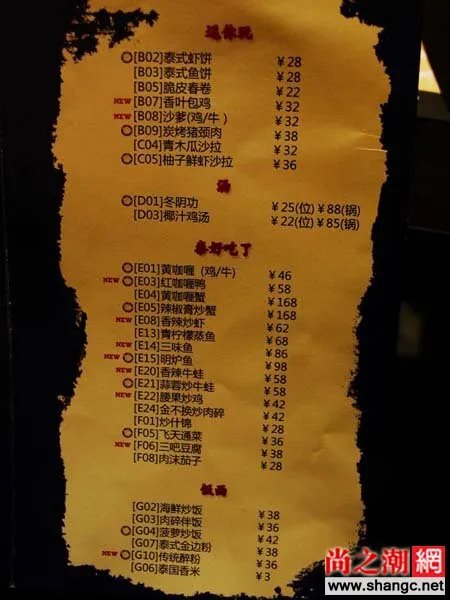 逗你玩
[B02]泰式虾饼 ¥28
[B03]泰式鱼饼 ¥28
[B05]脆皮春卷 ¥22
NEW [B07]香叶包鸡 ¥32
NEW [B08]沙爹(鸡/牛) ¥32
[B09]炭烤猪颈肉 ¥38
[C04]青木瓜沙拉 ¥32
[C05]柚子鲜虾沙拉 ¥36
汤
[D01]冬阴功 ¥25(位)¥88(锅)
[D03]椰汁鸡汤 ¥22(位)¥85(锅)
泰好吃了
[E01]黄咖喱 (鸡/牛) ¥46
NEW [E03]红咖喱鸭 ¥58
[E04]黄咖喱蟹 ¥168
[E05]辣椒膏炒蟹 ¥168
NEW [E08]香辣炒虾 ¥62
[E13]青柠檬蒸鱼 ¥68
NEW [E14]三味鱼 ¥86
NEW [E15]明炉鱼 ¥98
NEW [E20]香辣牛蛙 ¥58
[E21]蒜蓉炒牛蛙 ¥58
NEW [E22]腰果炒鸡 ¥42
[E24]金不换炒肉碎 ¥42
[F01]炒什锦 ¥28
[F05]飞天通菜 ¥36
NEW [F06]三吧豆腐 ¥38
[F08]肉沫茄子 ¥28
饭面
[G02]海鲜炒饭 ¥38
[G03]肉碎伴饭 ¥36
[G04]菠萝炒饭 ¥42
[G07]泰式金边粉 ¥38
NEW [G10]传统醉粉 ¥38
[G06]泰国香米 ¥3
尚之潮網
www.shangc.net